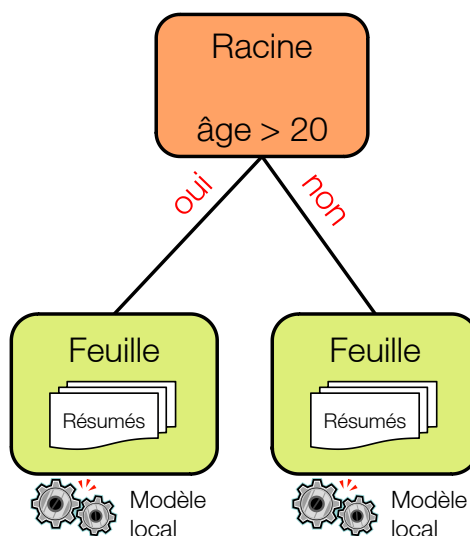 Racine
âge > 20
oui
non
Feuille
Résumés
Feuille
Résumés
Modèle
local
Modèle
local